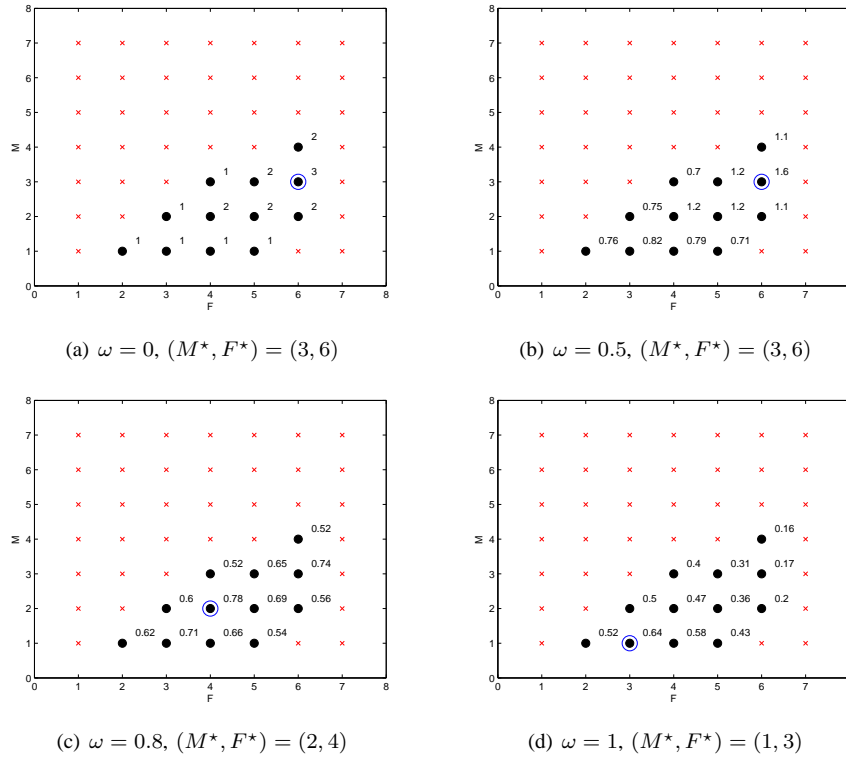 8
7
6
5
4
3
2
1
0
M
2
1 2 3
1 2 2 2
1 1 1 1
0 1 2 3 4 5 6 7 8
F
(a) ω = 0, (M⋆, F⋆) = (3, 6)
8
7
6
5
4
3
2
1
0
M
1.1
0.7 1.2 1.6
0.75 1.2 1.2 1.1
0.76 0.82 0.79 0.71
0 1 2 3 4 5 6 7
F
(b) ω = 0.5, (M⋆, F⋆) = (3, 6)
8
7
6
5
4
3
2
1
0
M
0.52
0.52 0.65 0.74
0.6 0.78 0.69 0.56
0.62 0.71 0.66 0.54
0 1 2 3 4 5 6 7 8
F
(c) ω = 0.8, (M⋆, F⋆) = (2, 4)
8
7
6
5
4
3
2
1
0
M
0.16
0.4 0.31 0.17
0.5 0.47 0.36 0.2
0.52 0.64 0.58 0.43
0 1 2 3 4 5 6 7
F
(d) ω = 1, (M⋆, F⋆) = (1, 3)